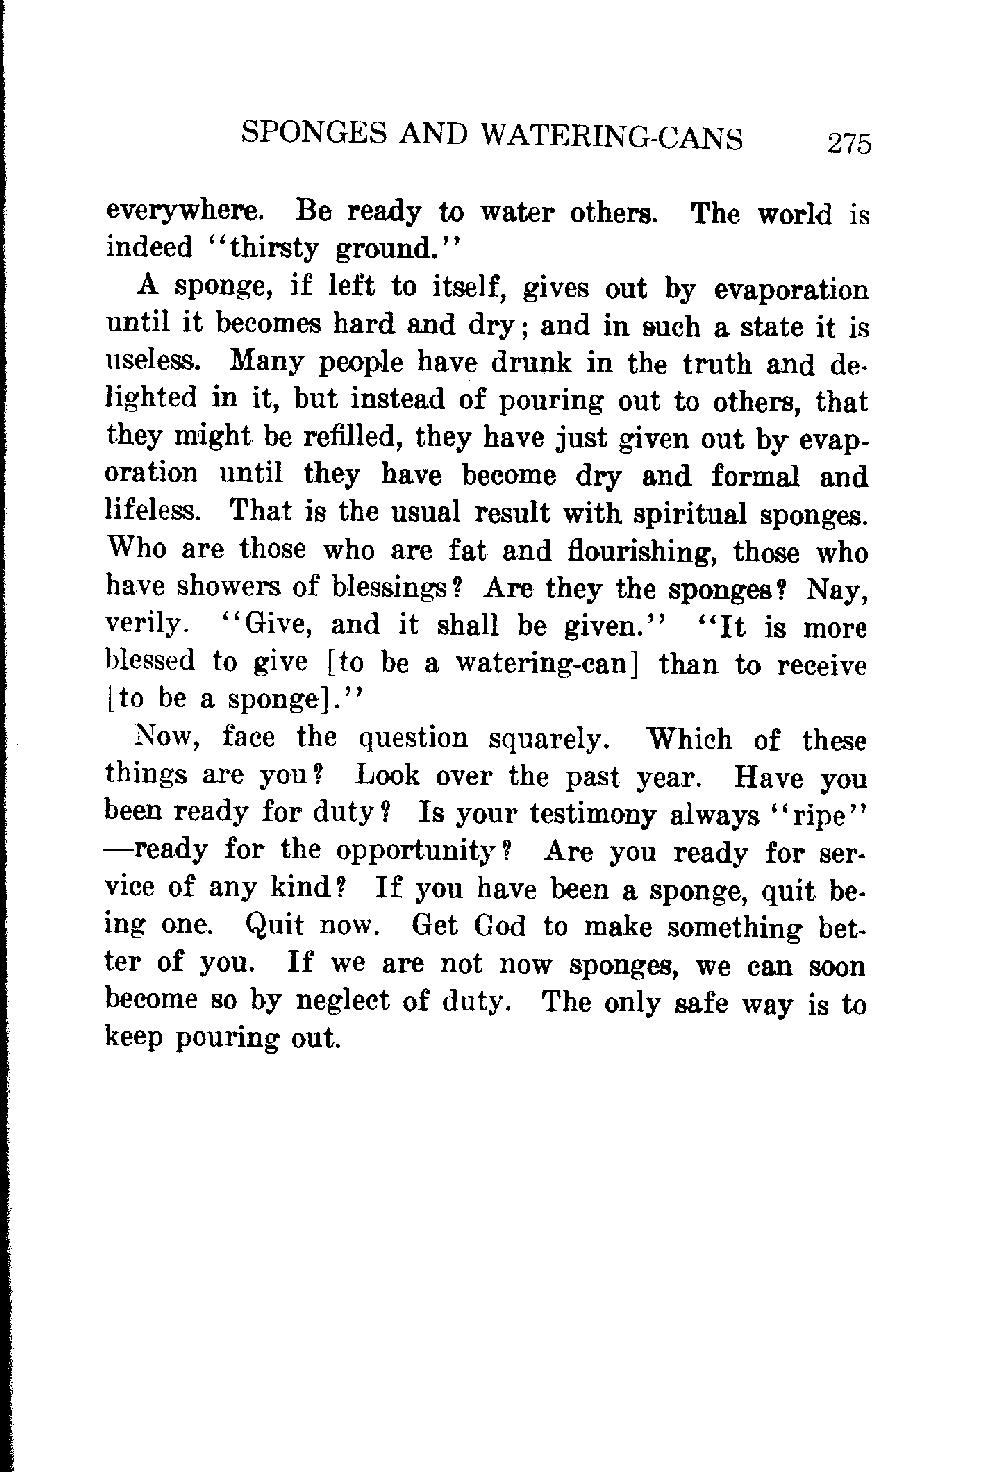 SPONGES AND WATERING-CANS 275
everywhere. Be ready to water others. The world is
indeed "thirsty ground."
A sponge, if left to itself, gives out by evaporation
until it becomes hard and dry; and in such a state it is
useless. Many people have drunk in the truth and de-
lighted in it, but instead of pouring out to others, that
they might be refilled, they have just given out by evap-
oration until they have become dry and formal and
lifeless. That is the usual result with spiritual sponges.
Who are those who are fat and flourishing, those who
have showers of blessings? Are they the sponges? Nay,
verily. "Give, and it shall be given." "It is more
blessed to give [to be a watering-can] than to receive
[to be a sponge]."
Now, face the question squarely. Which of these
things are you? Look over the past year. Have you
been ready for duty? Is your testimony always "ripe"
—ready for the opportunity? Are you ready for ser-
vice of any kind? If you have been a sponge, quit be-
ing one. Quit now. Get God to make something bet-
ter of you. If we are not now sponges, we can soon
become so by neglect of duty. The only safe way is to
keep pouring out.